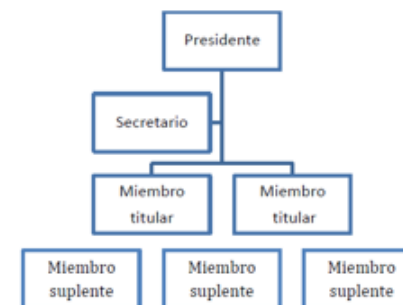 Presidente
Secretario
Miembro
titular
Miembro
titular
Miembro
suplente
Miembro
suplente
Miembro
suplente